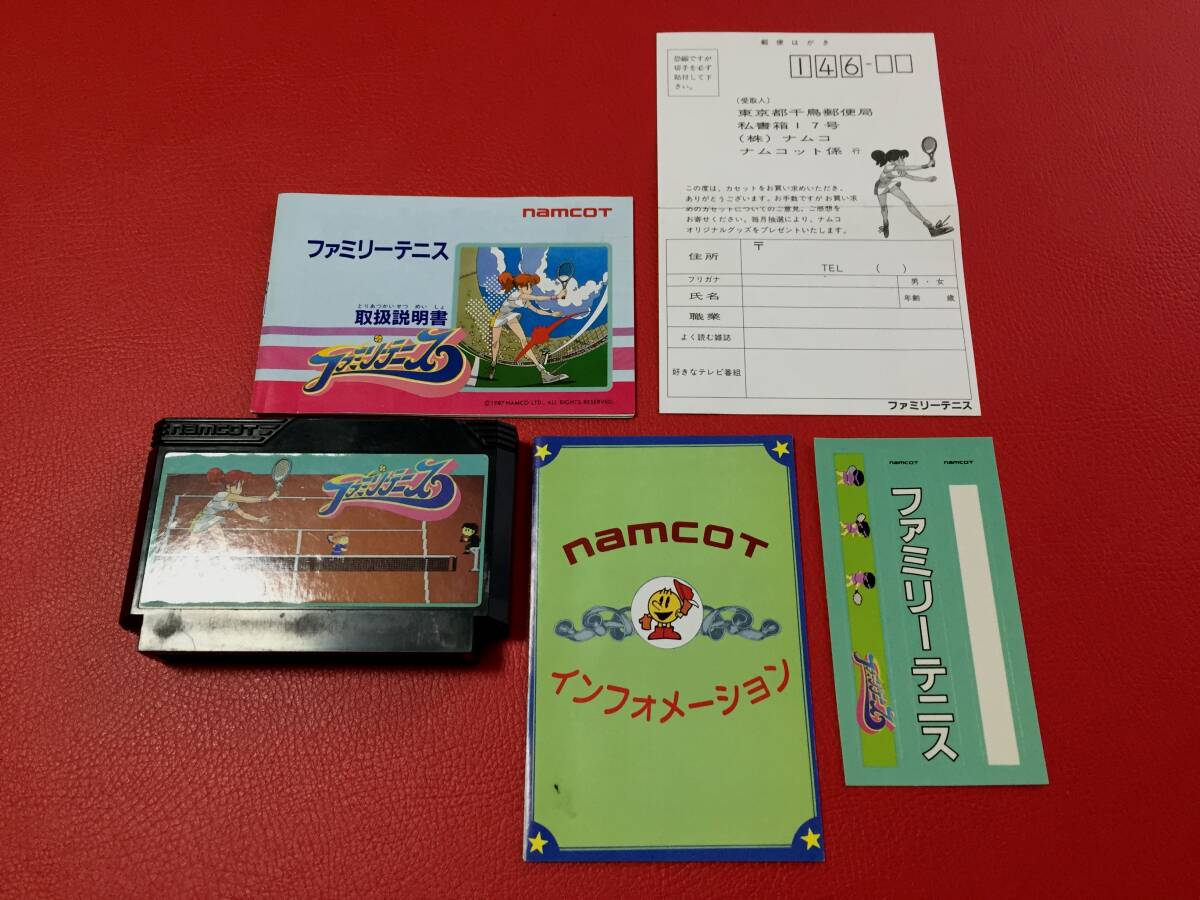 namcoT
ファミリーテニス
とりあつかいせつ めい しょ
取扱説明書
ファミリーテニス
©1987 NAMCO LTD., ALL RIGHTS RESERVED.
郵便はがき
恐縮ですが
切手を必ず
貼付して下
さい。
146-□□
(受取人)
東京都千鳥郵便局
私書箱17号
(株)ナムコ
ナムコット係 行
この度は、カセットをお買い求めいただき、
ありがとうございます。お手数ですがお買い求
めのカセットについてのご意見、ご感想を
お寄せください。毎月抽選により、ナムコ
オリジナルグッズをプレゼントいたします。
住所 〒
TEL ( )
フリガナ 男・女
氏名 年齢 歳
職業
よく読む雑誌
好きなテレビ番組
ファミリーテニス
namcoT
ファミリーテニス
namcoT
インフォメーション
namcoT namcoT
ファミリーテニス
ファミリーテニス